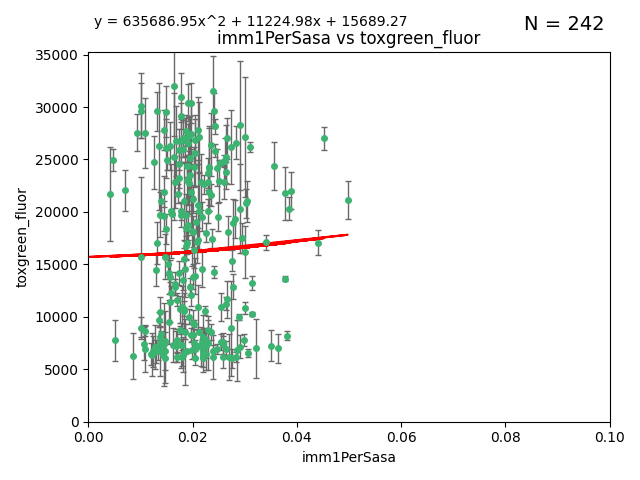 y = 635686.95x^2 + 11224.98x + 15689.27
N = 242
imm1PerSasa vs toxgreen_fluor
35000
30000
25000
20000
15000
10000
5000
0
toxgreen_fluor
0.00 0.02 0.04 0.06 0.08 0.10
imm1PerSasa